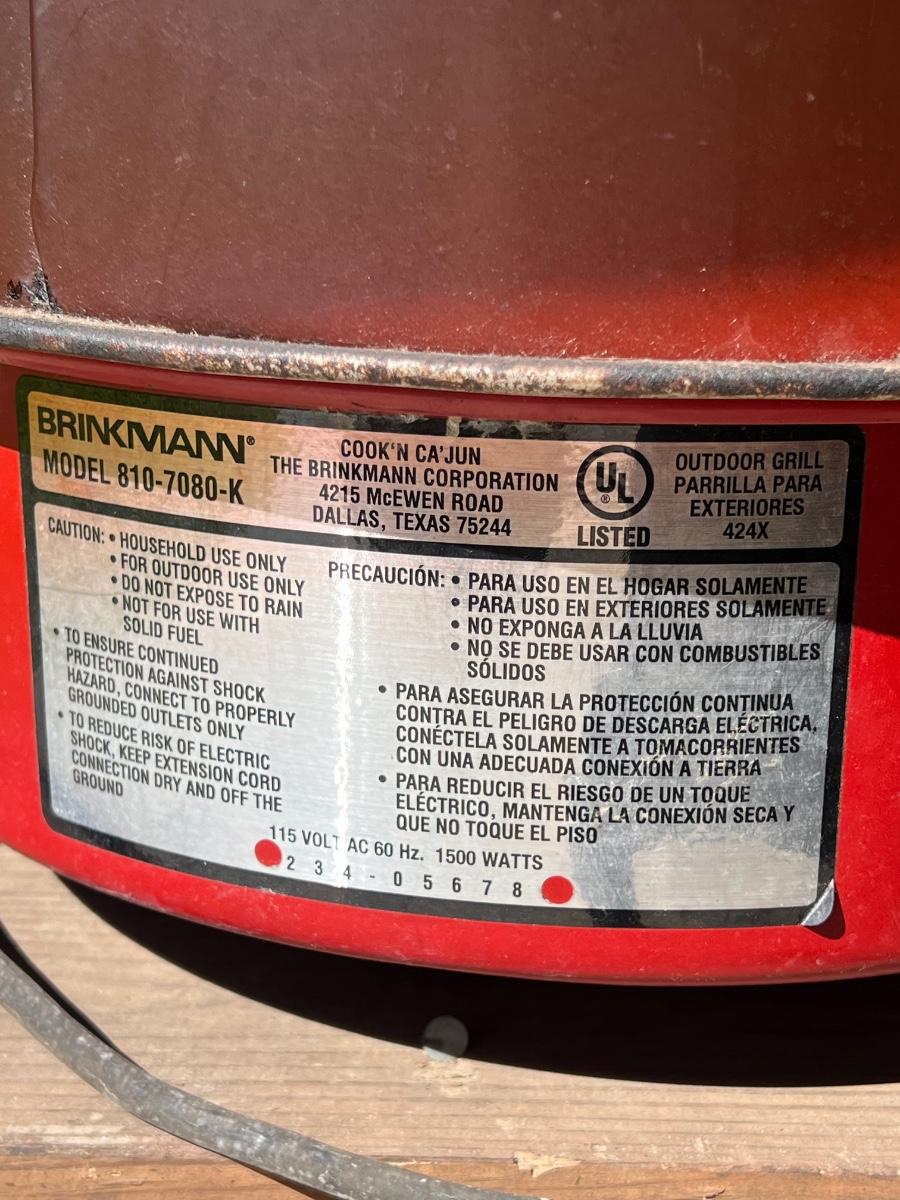 BRINKMANN®
MODEL 810-7080-K
COOK'N CA'JUN
THE BRINKMANN CORPORATION
4215 McEWEN ROAD
DALLAS, TEXAS 75244
UL
®
LISTED
OUTDOOR GRILL
PARRILLA PARA
EXTERIORES
424X
CAUTION: • HOUSEHOLD USE ONLY
• FOR OUTDOOR USE ONLY
• DO NOT EXPOSE TO RAIN
• NOT FOR USE WITH
SOLID FUEL
• TO ENSURE CONTINUED
PROTECTION AGAINST SHOCK
HAZARD, CONNECT TO PROPERLY
GROUNDED OUTLETS ONLY
• TO REDUCE RISK OF ELECTRIC
SHOCK, KEEP EXTENSION CORD
CONNECTION DRY AND OFF THE
GROUND
PRECAUCIÓN: • PARA USO EN EL HOGAR SOLAMENTE
• PARA USO EN EXTERIORES SOLAMENTE
• NO EXPONGA A LA LLUVIA
• NO SE DEBE USAR CON COMBUSTIBLES
SÓLIDOS
• PARA ASEGURAR LA PROTECCIÓN CONTINUA
CONTRA EL PELIGRO DE DESCARGA ELÉCTRICA,
CONÉCTELA SOLAMENTE A TOMACORRIENTES
CON UNA ADECUADA CONEXIÓN A TIERRA
• PARA REDUCIR EL RIESGO DE UN TOQUE
ELÉCTRICO, MANTENGA LA CONEXIÓN SECA Y
QUE NO TOQUE EL PISO
115 VOLT AC 60 Hz. 1500 WATTS
2 3 4 - 0 5 6 7 8